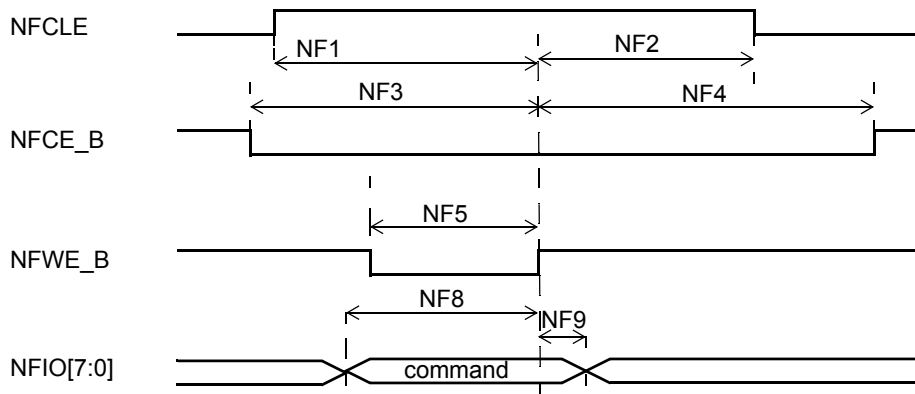 NFCLE
NF1
NF2
NF3
NF4
NFCE_B
NF5
NFWE_B
NF8
NF9
NFIO[7:0]
command